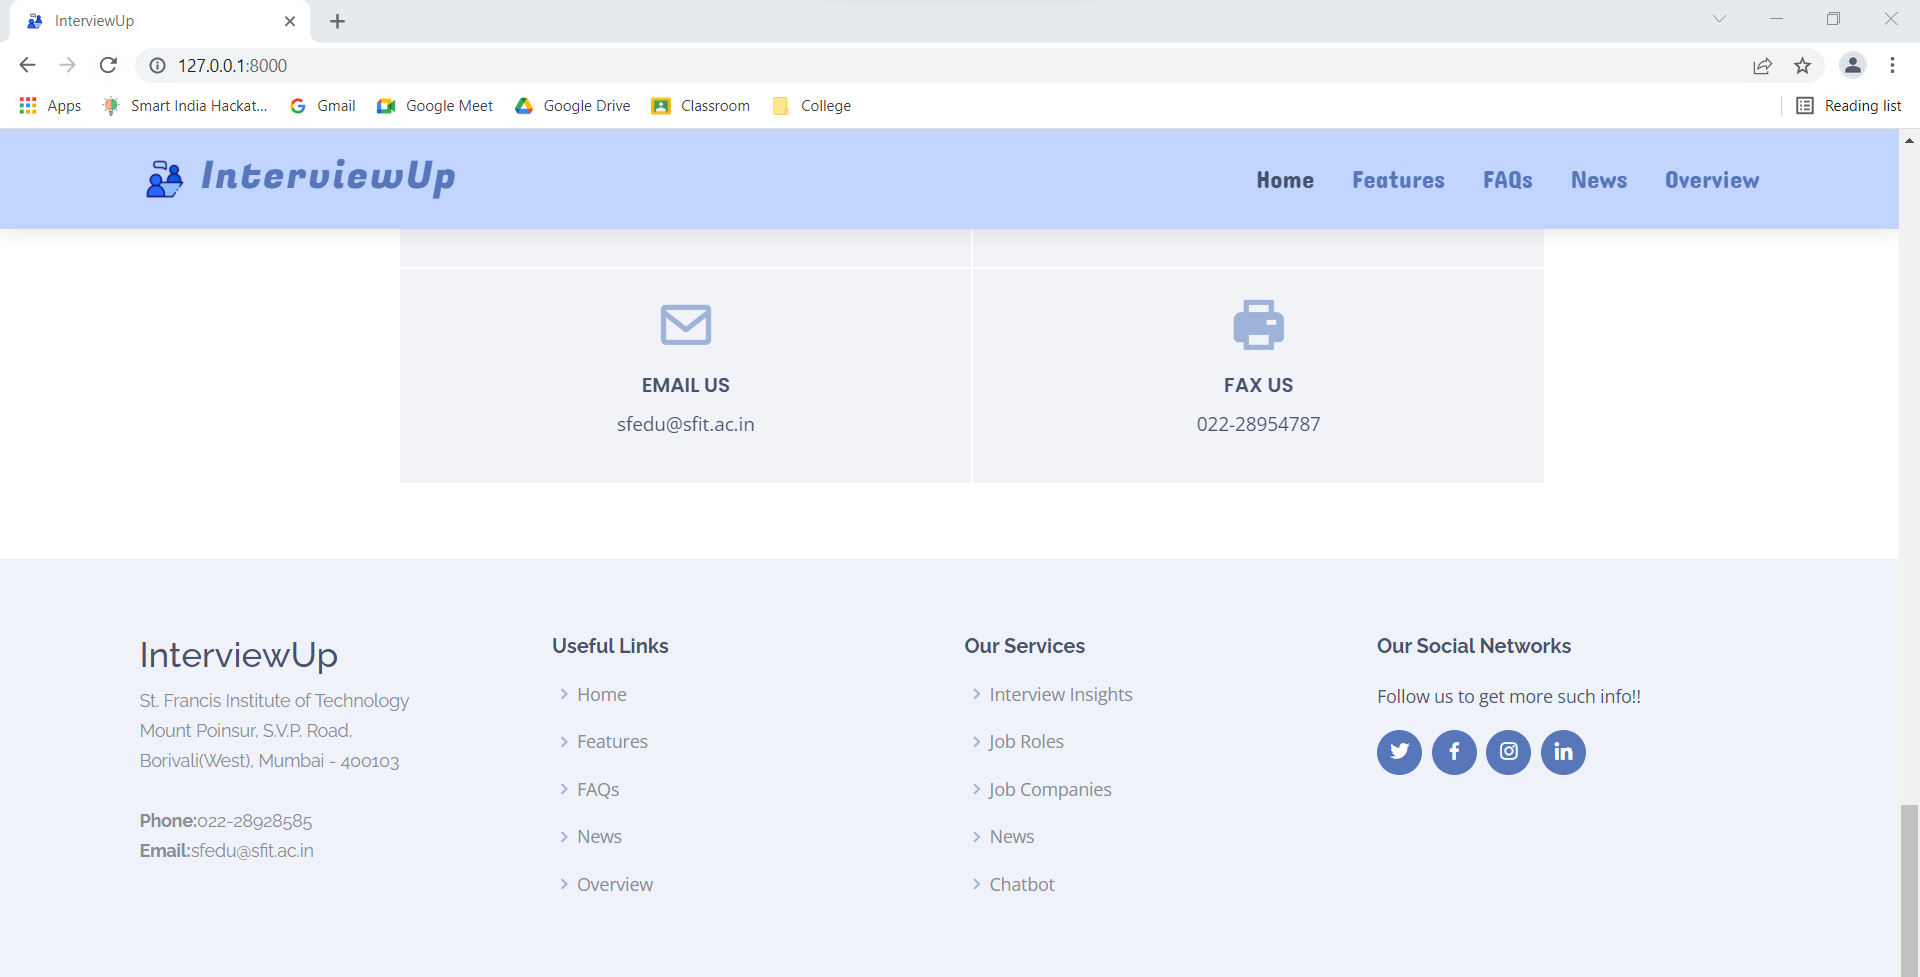 InterviewUp
127.0.0.1:8000
Apps
Smart India Hackat...
Gmail
Google Meet
Google Drive
Classroom
College
Reading list
InterviewUp
Home
Features
FAQs
News
Overview
EMAIL US
sfedu@sfit.ac.in
FAX US
022-28954787
InterviewUp
St. Francis Institute of Technology
Mount Poinsur, S.V.P. Road,
Borivali(West), Mumbai - 400103
Phone:022-28928585
Email:sfedu@sfit.ac.in
Useful Links
Home
Features
FAQs
News
Overview
Our Services
Interview Insights
Job Roles
Job Companies
News
Chatbot
Our Social Networks
Follow us to get more such info!!